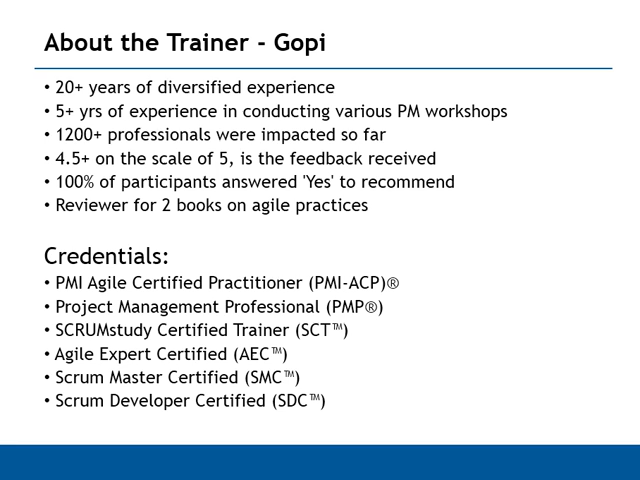 About the Trainer - Gopi
• 20+ years of diversified experience
• 5+ yrs of experience in conducting various PM workshops
• 1200+ professionals were impacted so far
• 4.5+ on the scale of 5, is the feedback received
• 100% of participants answered 'Yes' to recommend
• Reviewer for 2 books on agile practices
Credentials:
• PMI Agile Certified Practitioner (PMI-ACP)®
• Project Management Professional (PMP®)
• SCRUMstudy Certified Trainer (SCT™)
• Agile Expert Certified (AEC™)
• Scrum Master Certified (SMC™)
• Scrum Developer Certified (SDC™)